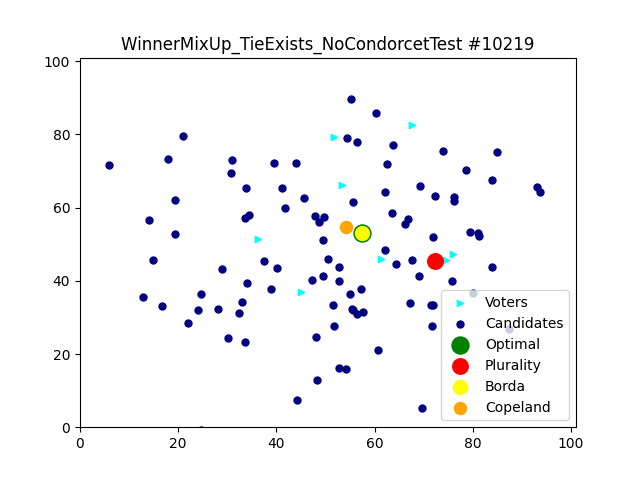 WinnerMixUp_TieExists_NoCondorcetTest #10219
100
80
60
40
20
0
0 20 40 60 80 100
Voters
Candidates
Optimal
Plurality
Borda
Copeland